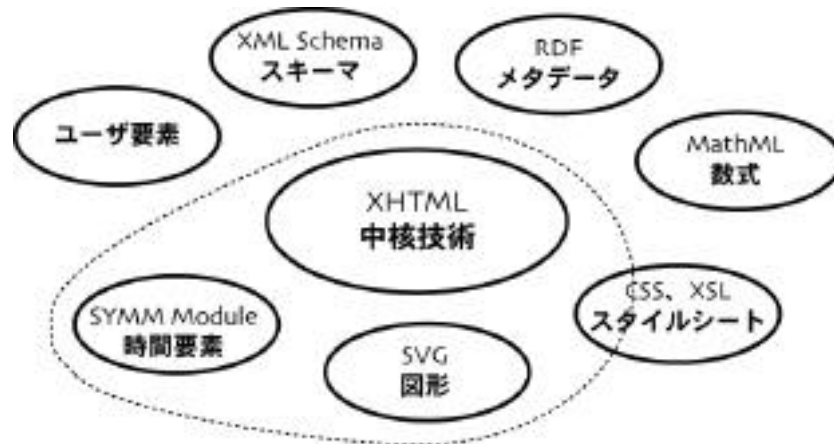 XML Schema
スキーマ
RDF
メタデータ
ユーザ要素
MathML
数式
XHTML
中核技術
CSS、XSL
スタイルシート
SYMM Module
時間要素
SVG
図形